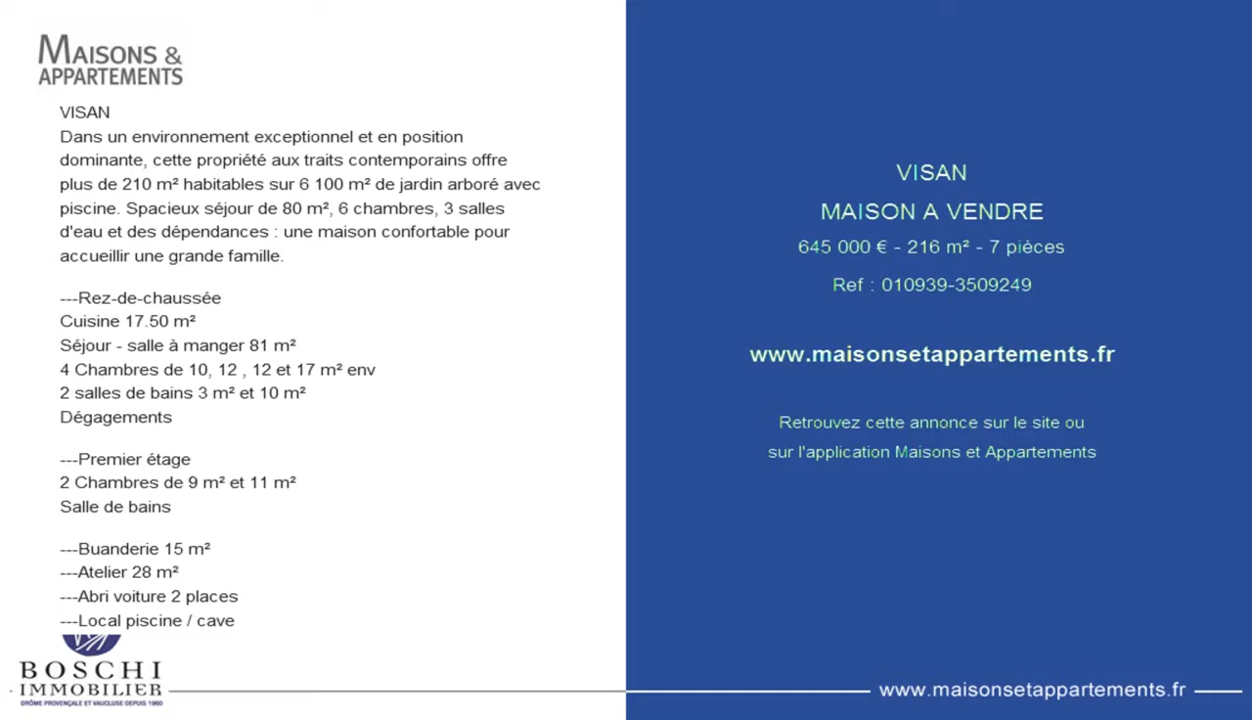 MAISONS &
APPARTEMENTS
VISAN
Dans un environnement exceptionnel et en position
dominante, cette propriété aux traits contemporains offre
plus de 210 m² habitables sur 6 100 m² de jardin arboré avec
piscine. Spacieux séjour de 80 m², 6 chambres, 3 salles
d'eau et des dépendances : une maison confortable pour
accueillir une grande famille.
---Rez-de-chaussée
Cuisine 17.50 m²
Séjour - salle à manger 81 m²
4 Chambres de 10, 12 , 12 et 17 m² env
2 salles de bains 3 m² et 10 m²
Dégagements
---Premier étage
2 Chambres de 9 m² et 11 m²
Salle de bains
---Buanderie 15 m²
---Atelier 28 m²
---Abri voiture 2 places
---Local piscine / cave
BOSCHI
IMMOBILIER
DRÔME PROVENÇALE ET VAUCLUSE DEPUIS 1960
VISAN
MAISON A VENDRE
645 000 € - 216 m² - 7 pièces
Ref : 010939-3509249
www.maisonsetappartements.fr
Retrouvez cette annonce sur le site ou
sur l'application Maisons et Appartements
www.maisonsetappartements.fr